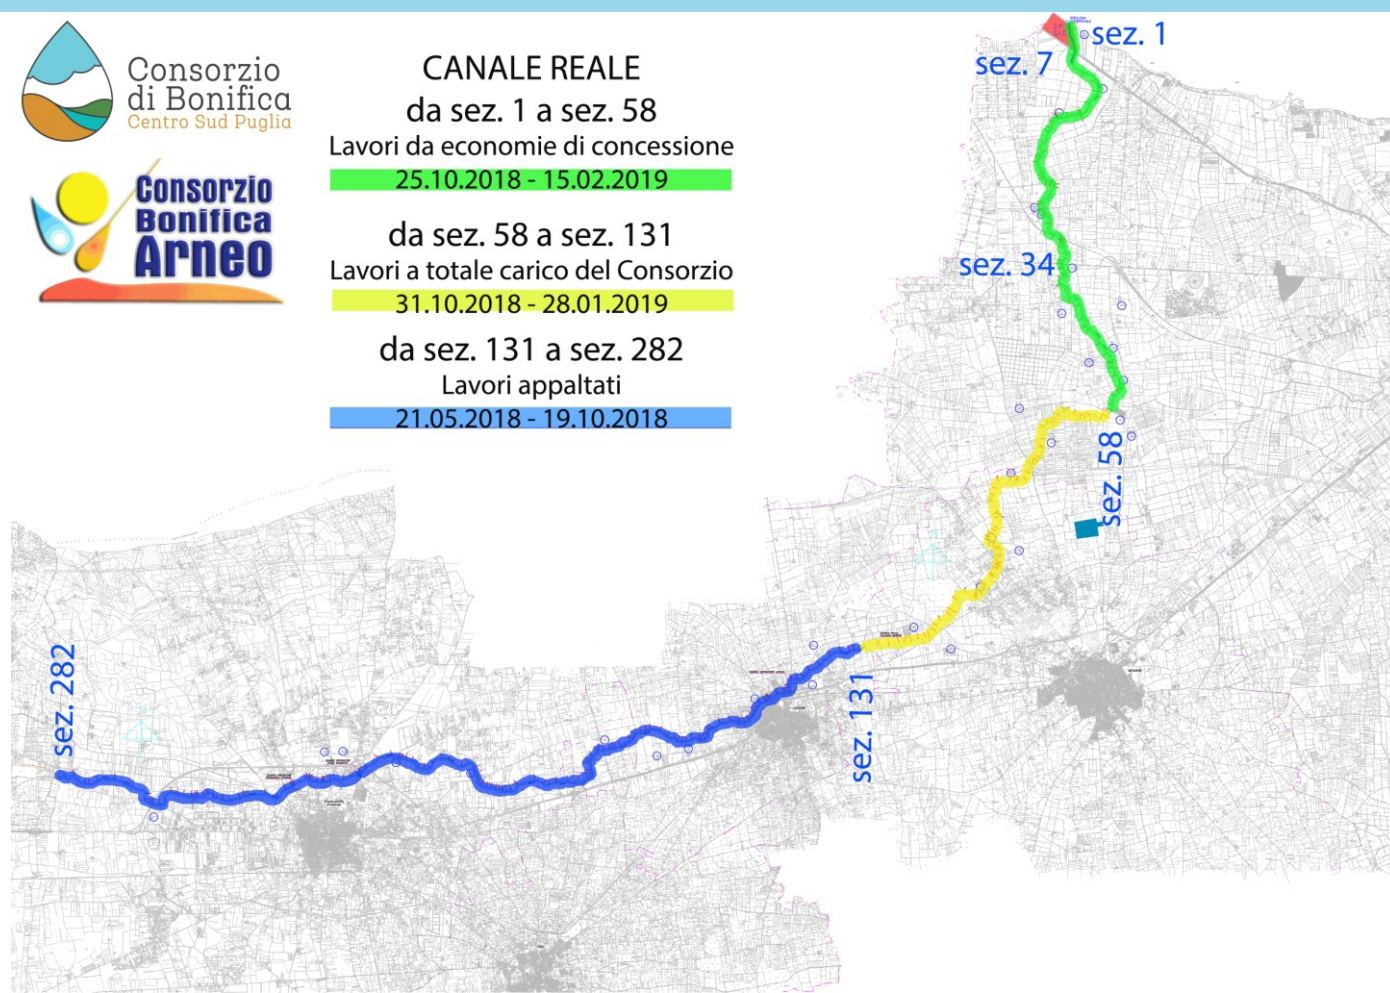 Consorzio
di Bonifica
Centro Sud Puglia
Consorzio
Bonifica
Arneo
CANALE REALE
da sez. 1 a sez. 58
Lavori da economie di concessione
25.10.2018 - 15.02.2019
da sez. 58 a sez. 131
Lavori a totale carico del Consorzio
31.10.2018 - 28.01.2019
da sez. 131 a sez. 282
Lavori appaltati
21.05.2018 - 19.10.2018
sez. 1
sez. 7
sez. 34
sez. 58
sez. 131
sez. 282